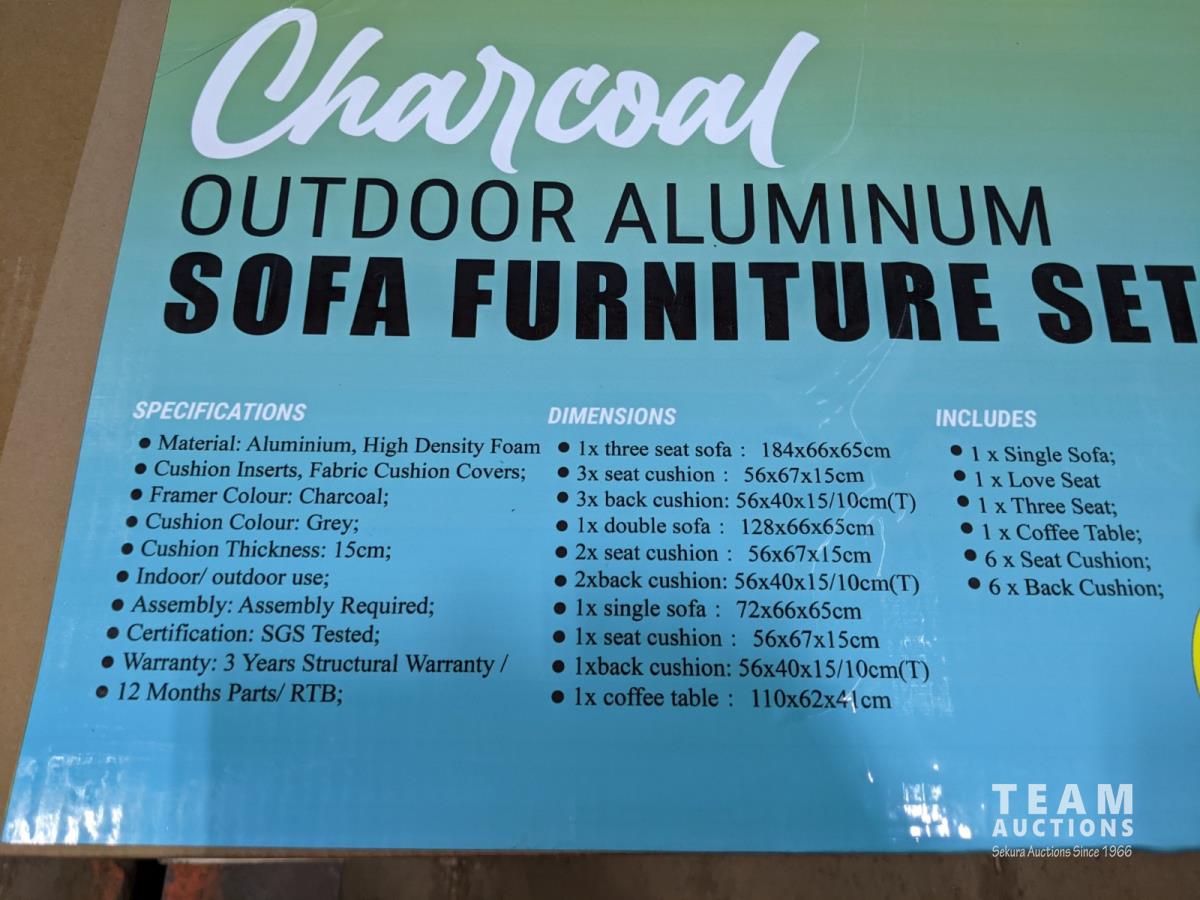 Charcoal
OUTDOOR ALUMINUM
SOFA FURNITURE SET
SPECIFICATIONS
• Material: Aluminium, High Density Foam
• Cushion Inserts, Fabric Cushion Covers;
• Framer Colour: Charcoal;
• Cushion Colour: Grey;
• Cushion Thickness: 15cm;
• Indoor/ outdoor use;
• Assembly: Assembly Required;
• Certification: SGS Tested;
• Warranty: 3 Years Structural Warranty /
• 12 Months Parts/ RTB;
DIMENSIONS
• 1x three seat sofa : 184x66x65cm
• 3x seat cushion : 56x67x15cm
• 3x back cushion: 56x40x15/10cm(T)
• 1x double sofa : 128x66x65cm
• 2x seat cushion : 56x67x15cm
• 2xback cushion: 56x40x15/10cm(T)
• 1x single sofa : 72x66x65cm
• 1x seat cushion : 56x67x15cm
• 1xback cushion: 56x40x15/10cm(T)
• 1x coffee table : 110x62x41cm
INCLUDES
• 1 x Single Sofa;
• 1 x Love Seat
• 1 x Three Seat;
• 1 x Coffee Table;
• 6 x Seat Cushion;
• 6 x Back Cushion;
TEAM
AUCTIONS
Sekura Auctions Since 1966